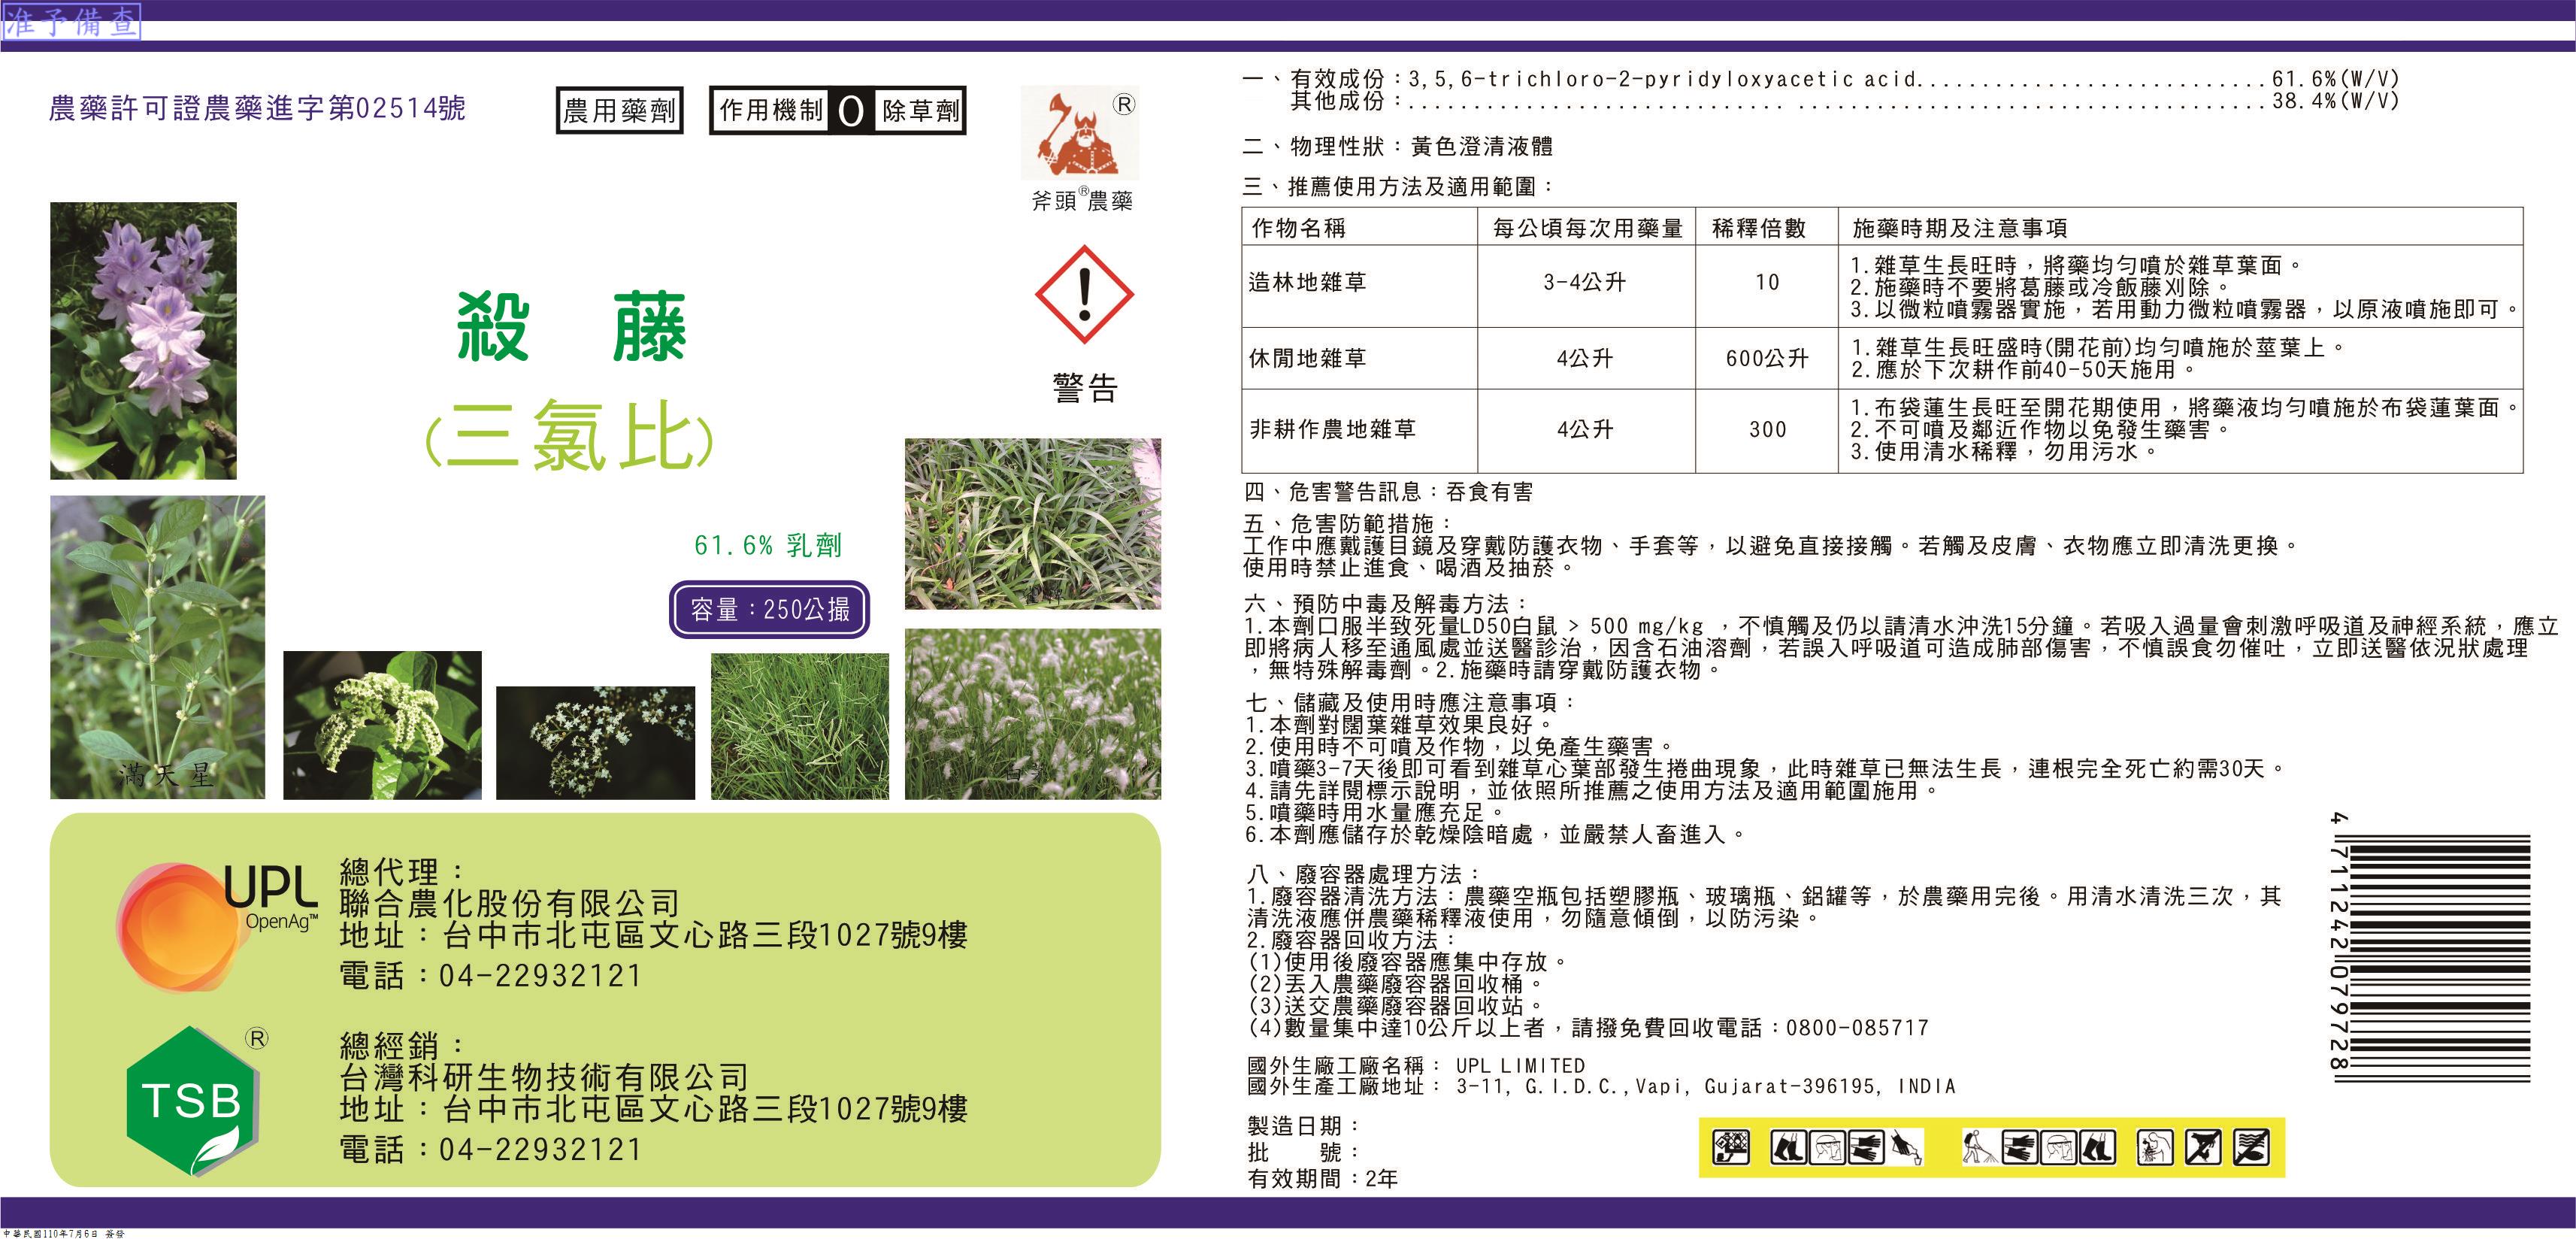 准予備查
農藥許可證農藥進字第02514號
農用藥劑
作用機制 O 除草劑
®
斧頭®農藥
殺 藤
(三氯比)
警告
61.6% 乳劑
容量：250公撮
滿天星
總代理：
UPL
OpenAg™
聯合農化股份有限公司
地址：台中市北屯區文心路三段1027號9樓
電話：04-22932121
TSB
®
總經銷：
台灣科研生物技術有限公司
地址：台中市北屯區文心路三段1027號9樓
電話：04-22932121
一、有效成份：3,5,6-trichloro-2-pyridyloxyacetic acid...........................61.6%(W/V)
其他成份：.................................................................38.4%(W/V)
二、物理性狀：黃色澄清液體
三、推薦使用方法及適用範圍：
作物名稱 每公頃每次用藥量 稀釋倍數 施藥時期及注意事項
造林地雜草 3-4公升 10
1.雜草生長旺時，將藥均勻噴於雜草葉面。
2.施藥時不要將葛藤或冷飯藤刈除。
3.以微粒噴霧器實施，若用動力微粒噴霧器，以原液噴施即可。
休閒地雜草 4公升 600公升
1.雜草生長旺盛時(開花前)均勻噴施於莖葉上。
2.應於下次耕作前40-50天施用。
非耕作農地雜草 4公升 300
1.布袋蓮生長旺至開花期使用，將藥液均勻噴施於布袋蓮葉面。
2.不可噴及鄰近作物以免發生藥害。
3.使用清水稀釋，勿用污水。
四、危害警告訊息：吞食有害
五、危害防範措施：
工作中應戴護目鏡及穿戴防護衣物、手套等，以避免直接接觸。若觸及皮膚、衣物應立即清洗更換。
使用時禁止進食、喝酒及抽菸。
六、預防中毒及解毒方法：
1.本劑口服半致死量LD50白鼠 > 500 mg/kg ，不慎觸及仍以請清水沖洗15分鐘。若吸入過量會刺激呼吸道及神經系統，應立
即將病人移至通風處並送醫診治，因含石油溶劑，若誤入呼吸道可造成肺部傷害，不慎誤食勿催吐，立即送醫依況狀處理
，無特殊解毒劑。2.施藥時請穿戴防護衣物。
七、儲藏及使用時應注意事項：
1.本劑對闊葉雜草效果良好。
2.使用時不可噴及作物，以免產生藥害。
3.噴藥3-7天後即可看到雜草心葉部發生捲曲現象，此時雜草已無法生長，連根完全死亡約需30天。
4.請先詳閱標示說明，並依照所推薦之使用方法及適用範圍施用。
5.噴藥時用水量應充足。
6.本劑應儲存於乾燥陰暗處，並嚴禁人畜進入。
八、廢容器處理方法：
1.廢容器清洗方法：農藥空瓶包括塑膠瓶、玻璃瓶、鋁罐等，於農藥用完後。用清水清洗三次，其
清洗液應併農藥稀釋液使用，勿隨意傾倒，以防污染。
2.廢容器回收方法：
(1)使用後廢容器應集中存放。
(2)丟入農藥廢容器回收桶。
(3)送交農藥廢容器回收站。
(4)數量集中達10公斤以上者，請撥免費回收電話：0800-085717
國外生廠工廠名稱： UPL LIMITED
國外生產工廠地址： 3-11, G.I.D.C.,Vapi, Gujarat-396195, INDIA
製造日期：
批 號：
有效期間：2年
4 711242 079728
中華民國110年7月6日 簽發